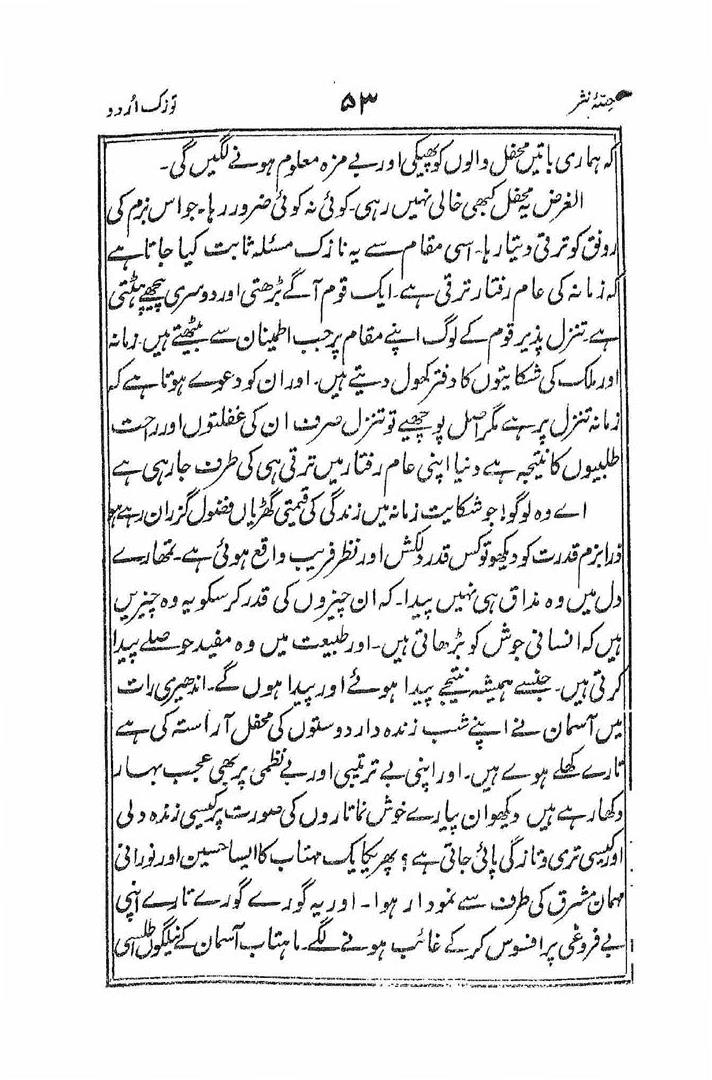 حصۂ نثر ۵۳ توزک اُردو
کہ ہماری باتیں محفل والوں کو پھیکی اور بے مزہ معلوم ہونے لگیں گی۔
الغرض یہ محفل کبھی خالی نہیں رہی۔ کوئی نہ کوئی ضرور رہا۔ جو اس بزم کی
رونق کو ترقی دیتا رہا۔ اسی مقام سے یہ نازک مسئلہ ثابت کیا جاتا ہے
کہ زمانہ کی عام رفتار ترقی ہے۔ ایک قوم آگے بڑھتی اور دوسری پیچھے ہٹتی
ہے۔ تنزل پذیر قوم کے لوگ اپنے مقام پر جب اطمینان سے بیٹھتے ہیں۔ زمانہ
اور ملک کی شکایتوں کا دفتر کھول دیتے ہیں۔ اور ان کو دعوے ہوتا ہے کہ
زمانہ تنزل پر ہے مگر اصل پوچھیے تو تنزل صرف ان کی غفلتوں اور راحت
طلبیوں کا نتیجہ ہے دنیا اپنی عام رفتار میں ترقی ہی کی طرف جا رہی ہے
اے وہ لوگو! جو شکایت زمانہ میں زندگی کی قیمتی گھڑیاں فضول گزران رہے ہو
ذرا بزم قدرت کو دیکھو تو کس قدر دلکش اور نظر فریب واقع ہوئی ہے۔ تمھارے
دل میں وہ مذاق ہی نہیں پیدا۔ کہ ان چیزوں کی قدر کر سکو یہ وہ چیزیں
ہیں کہ انسانی جوش کو بڑھاتی ہیں۔ اور طبیعت میں وہ مفید حوصلے پیدا
کرتی ہیں۔ جنسے ہمیشہ نتیجے پیدا ہوئے اور پیدا ہوں گے۔ اندھیری رات
میں آسمان نے اپنے شب زندہ دار دوستوں کی محفل آراستہ کی ہے
تارے کھلے ہوے ہیں۔ اور اپنی بے ترتیبی اور بے نظمی پر بھی عجب بہار
دکھا رہے ہیں دیکھو ان پیارے خوش نما تاروں کی صورت پر کیسی زندہ دلی
اور کیسی تری و تازگی پائی جاتی ہے؟ پھر یکایک مہتاب کا ایسا حسین اور نورانی
مہمان مشرق کی طرف سے نمودار ہوا۔ اور یہ گورے گورے تارے اپنی
بے فروغی پر افسوس کر کے غائب ہونے لگے۔ ماہتاب آسمان کے نیلگوں طلسمی